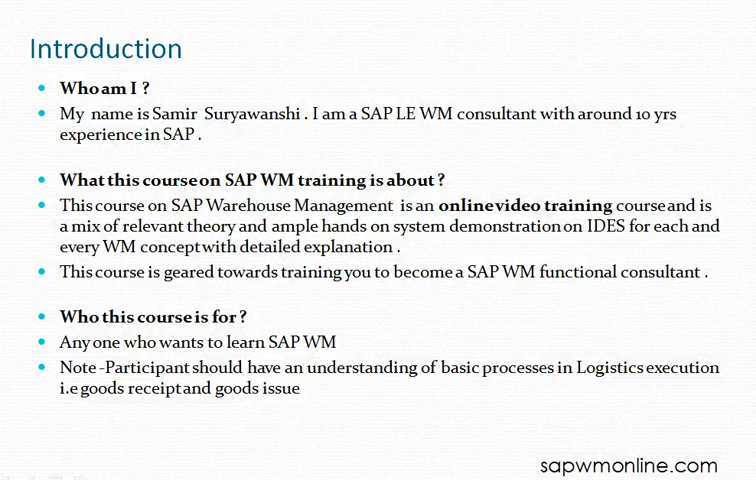 Introduction
• Who am I ?
• My name is Samir Suryawanshi . I am a SAP LE WM consultant with around 10 yrs
experience in SAP .
• What this course on SAP WM training is about ?
• This course on SAP Warehouse Management is an online video training course and is
a mix of relevant theory and ample hands on system demonstration on IDES for each and
every WM concept with detailed explanation .
• This course is geared towards training you to become a SAP WM functional consultant .
• Who this course is for ?
• Any one who wants to learn SAP WM
• Note -Participant should have an understanding of basic processes in Logistics execution
i.e goods receipt and goods issue
sapwmonline.com